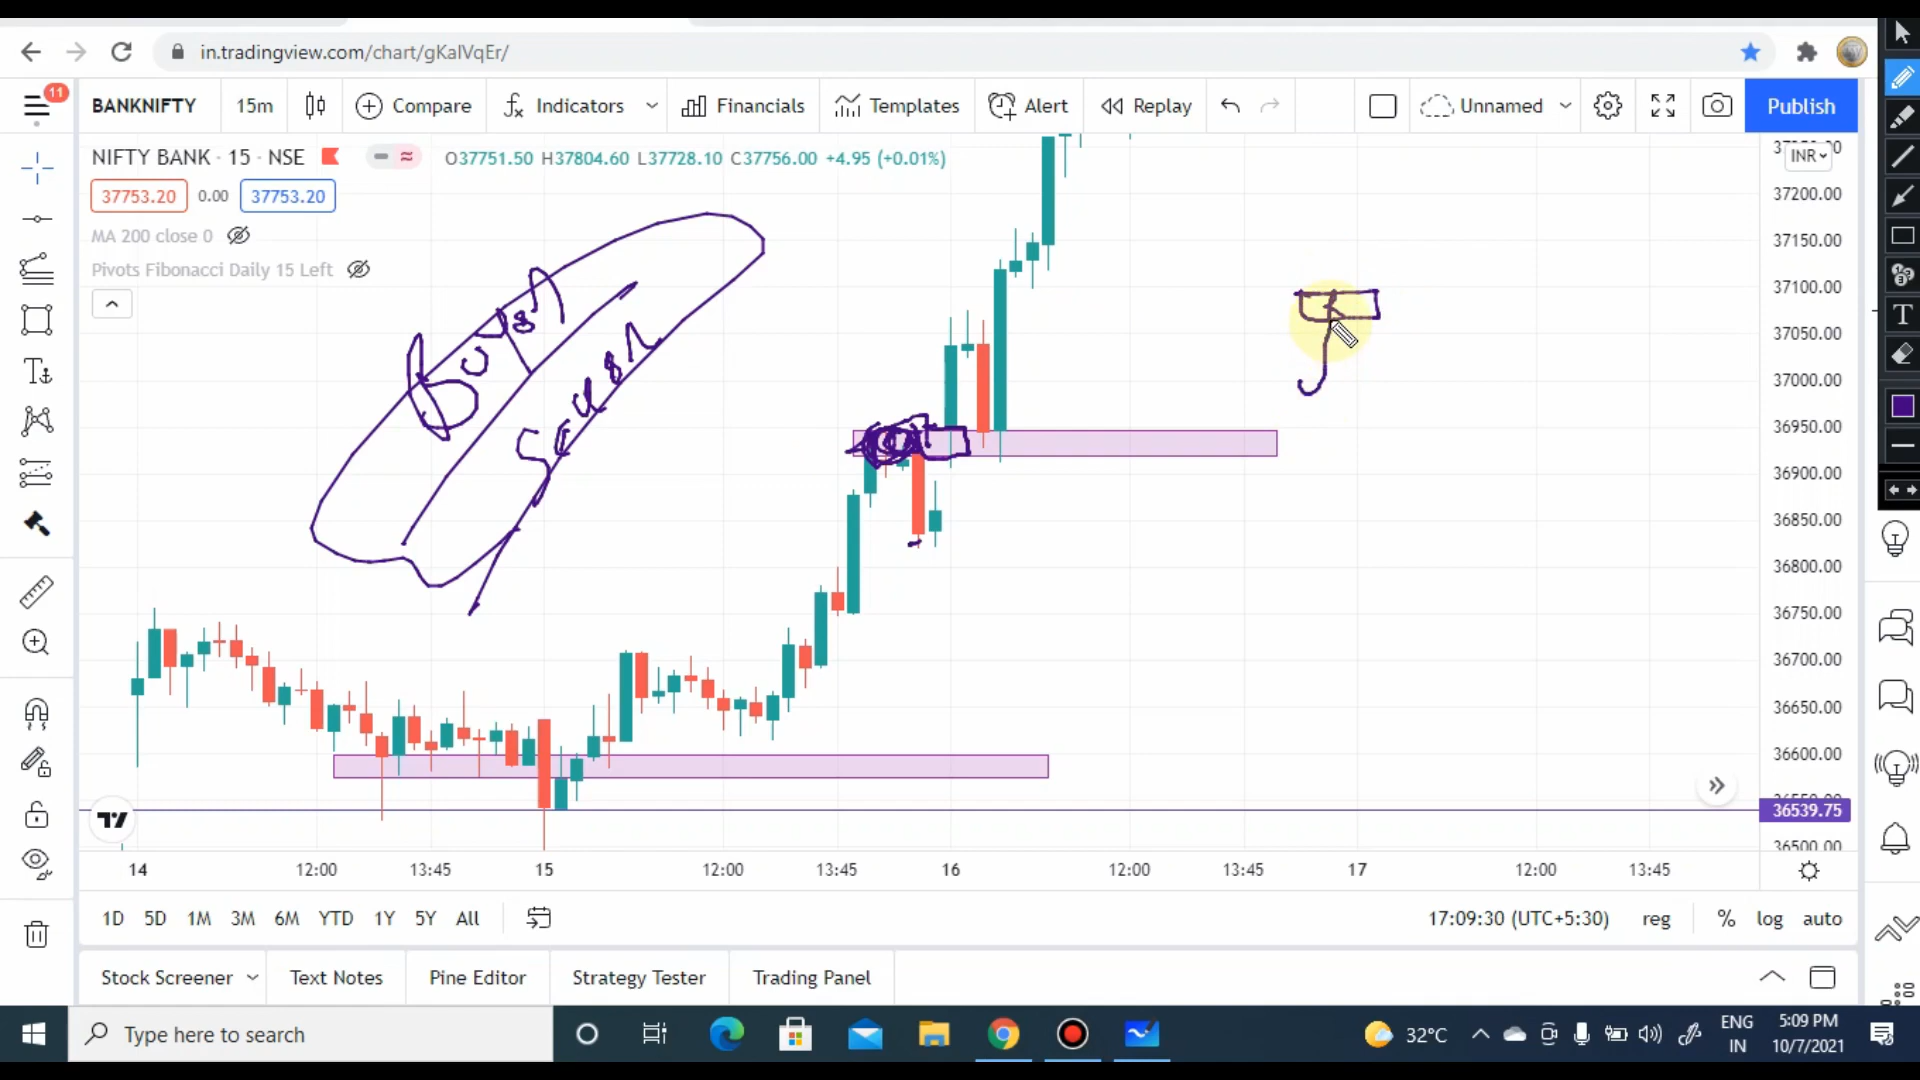 in.tradingview.com/chart/gKalVqEr/
11
BANKNIFTY 15m Compare Indicators Financials Templates Alert Replay Unnamed Publish
NIFTY BANK · 15 · NSE O37751.50 H37804.60 L37728.10 C37756.00 +4.95 (+0.01%)
INR
37753.20 0.00 37753.20
MA 200 close 0
Pivots Fibonacci Daily 15 Left
37200.00
37150.00
37100.00
37050.00
37000.00
36950.00
36900.00
36850.00
36800.00
36750.00
36700.00
36650.00
36600.00
36539.75
36500.00
14 12:00 13:45 15 12:00 13:45 16 12:00 13:45 17 12:00 13:45
1D 5D 1M 3M 6M YTD 1Y 5Y All 17:09:30 (UTC+5:30) reg % log auto
Stock Screener Text Notes Pine Editor Strategy Tester Trading Panel
Type here to search 32°C ENG IN 5:09 PM 10/7/2021